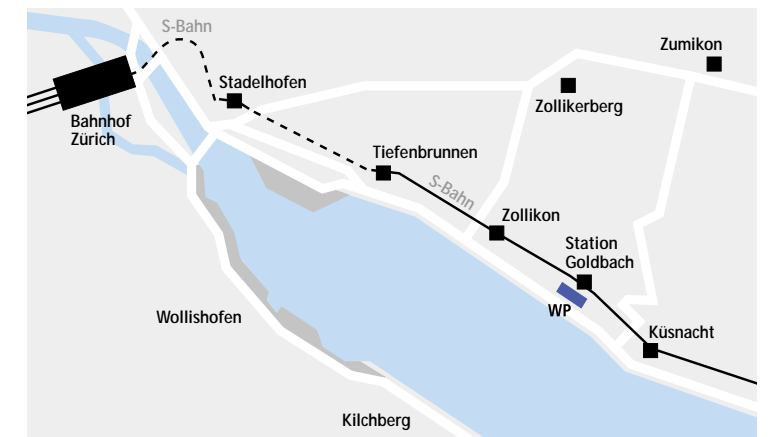 S-Bahn
Zumikon
Stadelhofen
Zollikerberg
Bahnhof
Zürich
Tiefenbrunnen
S-Bahn
Zollikon
Station
Goldbach
WP
Wollishofen
Küsnacht
Kilchberg